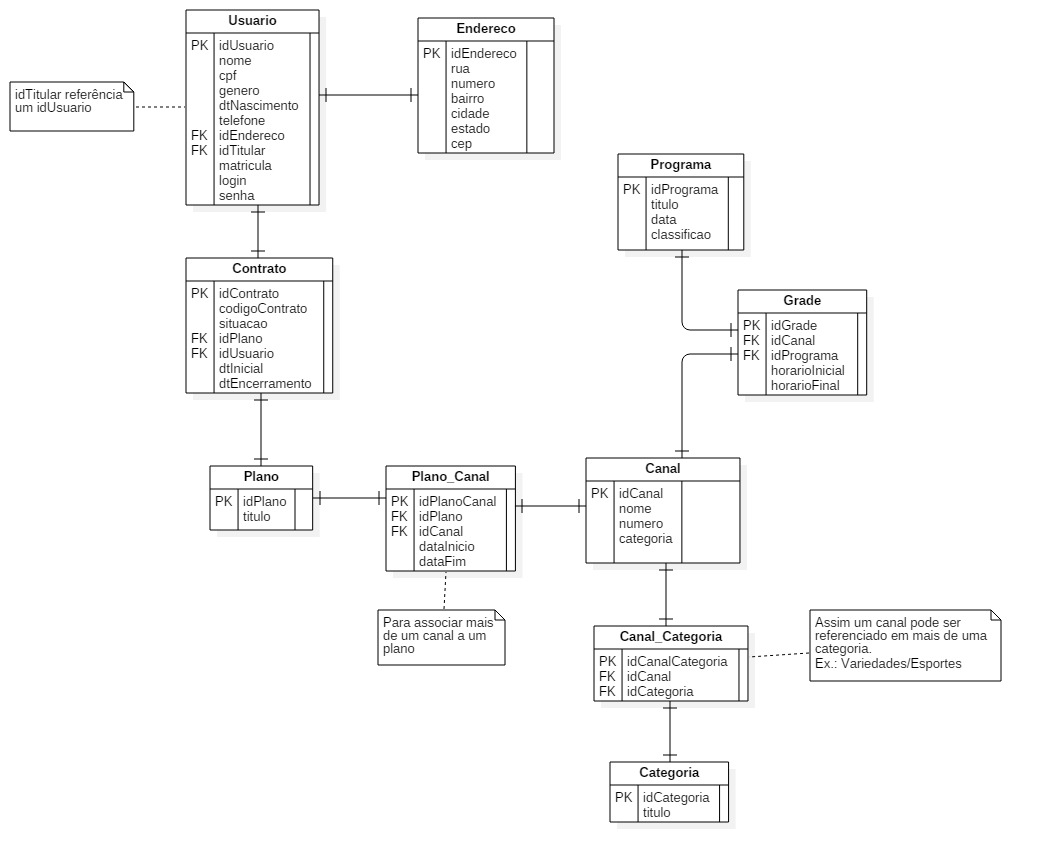 Usuario
PK idUsuario
nome
cpf
genero
dtNascimento
telefone
FK idEndereco
FK idTitular
matricula
login
senha
Endereco
PK idEndereco
rua
numero
bairro
cidade
estado
cep
idTitular referência
um idUsuario
Programa
PK idPrograma
titulo
data
classificao
Contrato
PK idContrato
codigoContrato
situacao
FK idPlano
FK idUsuario
dtInicial
dtEncerramento
Grade
PK idGrade
FK idCanal
FK idPrograma
horarioInicial
horarioFinal
Plano
PK idPlano
titulo
Plano_Canal
PK idPlanoCanal
FK idPlano
FK idCanal
dataInicio
dataFim
Canal
PK idCanal
nome
numero
categoria
Para associar mais
de um canal a um
plano
Canal_Categoria
PK idCanalCategoria
FK idCanal
FK idCategoria
Assim um canal pode ser
referenciado em mais de uma
categoria.
Ex.: Variedades/Esportes
Categoria
PK idCategoria
titulo